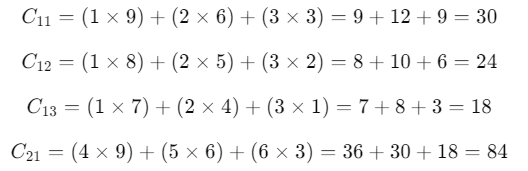 C₁₁ = (1 × 9) + (2 × 6) + (3 × 3) = 9 + 12 + 9 = 30
C₁₂ = (1 × 8) + (2 × 5) + (3 × 2) = 8 + 10 + 6 = 24
C₁₃ = (1 × 7) + (2 × 4) + (3 × 1) = 7 + 8 + 3 = 18
C₂₁ = (4 × 9) + (5 × 6) + (6 × 3) = 36 + 30 + 18 = 84